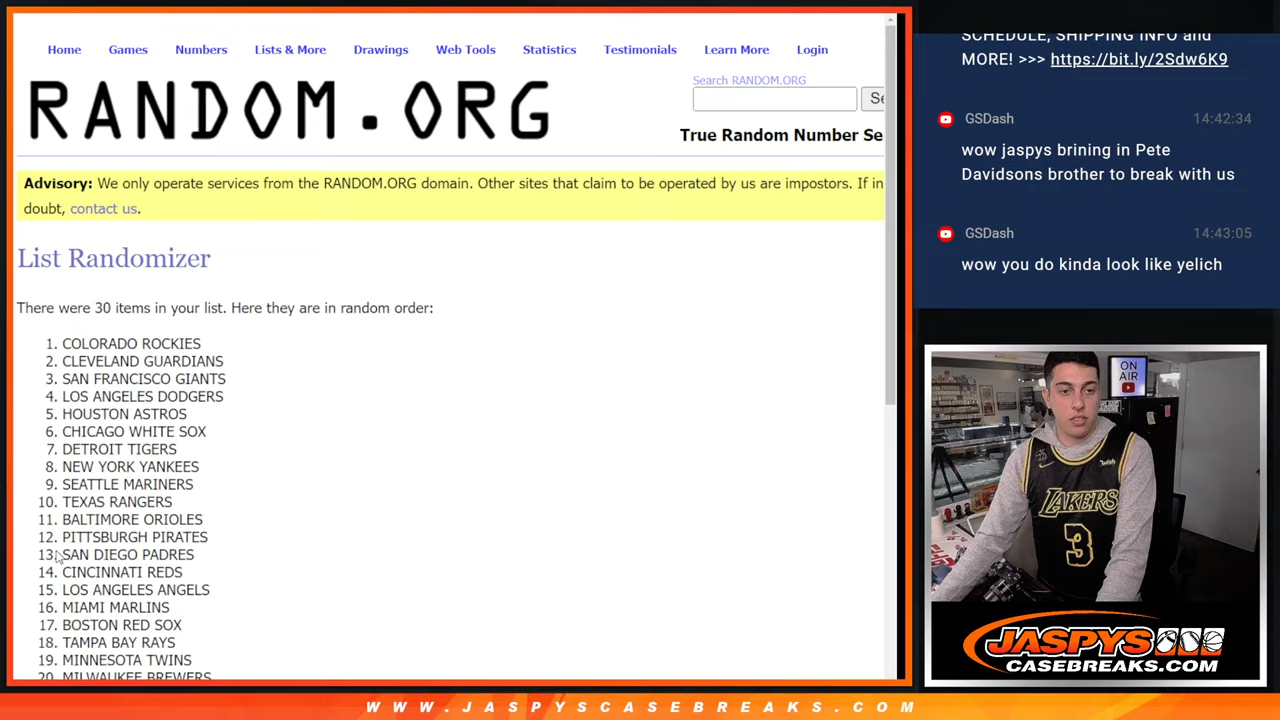 Home Games Numbers Lists & More Drawings Web Tools Statistics Testimonials Learn More Login
RANDOM.ORG
Search RANDOM.ORG
Se
True Random Number Se
Advisory: We only operate services from the RANDOM.ORG domain. Other sites that claim to be operated by us are impostors. If in
doubt, contact us.
List Randomizer
There were 30 items in your list. Here they are in random order:
1. COLORADO ROCKIES
2. CLEVELAND GUARDIANS
3. SAN FRANCISCO GIANTS
4. LOS ANGELES DODGERS
5. HOUSTON ASTROS
6. CHICAGO WHITE SOX
7. DETROIT TIGERS
8. NEW YORK YANKEES
9. SEATTLE MARINERS
10. TEXAS RANGERS
11. BALTIMORE ORIOLES
12. PITTSBURGH PIRATES
13. SAN DIEGO PADRES
14. CINCINNATI REDS
15. LOS ANGELES ANGELS
16. MIAMI MARLINS
17. BOSTON RED SOX
18. TAMPA BAY RAYS
19. MINNESOTA TWINS
20. MILWAUKEE BREWERS
SCHEDULE, SHIPPING INFO and
MORE! >>> https://bit.ly/2Sdw6K9
GSDash 14:42:34
wow jaspys brining in Pete
Davidsons brother to break with us
GSDash 14:43:05
wow you do kinda look like yelich
ON
AIR
LAKERS
3
JASPYS
CASEBREAKS.COM
WWW.JASPYSCASEBREAKS.COM